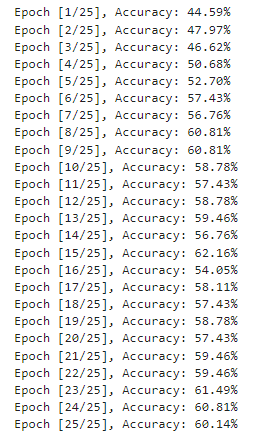 Epoch [1/25], Accuracy: 44.59%
Epoch [2/25], Accuracy: 47.97%
Epoch [3/25], Accuracy: 46.62%
Epoch [4/25], Accuracy: 50.68%
Epoch [5/25], Accuracy: 52.70%
Epoch [6/25], Accuracy: 57.43%
Epoch [7/25], Accuracy: 56.76%
Epoch [8/25], Accuracy: 60.81%
Epoch [9/25], Accuracy: 60.81%
Epoch [10/25], Accuracy: 58.78%
Epoch [11/25], Accuracy: 57.43%
Epoch [12/25], Accuracy: 58.78%
Epoch [13/25], Accuracy: 59.46%
Epoch [14/25], Accuracy: 56.76%
Epoch [15/25], Accuracy: 62.16%
Epoch [16/25], Accuracy: 54.05%
Epoch [17/25], Accuracy: 58.11%
Epoch [18/25], Accuracy: 57.43%
Epoch [19/25], Accuracy: 58.78%
Epoch [20/25], Accuracy: 57.43%
Epoch [21/25], Accuracy: 59.46%
Epoch [22/25], Accuracy: 59.46%
Epoch [23/25], Accuracy: 61.49%
Epoch [24/25], Accuracy: 60.81%
Epoch [25/25], Accuracy: 60.14%